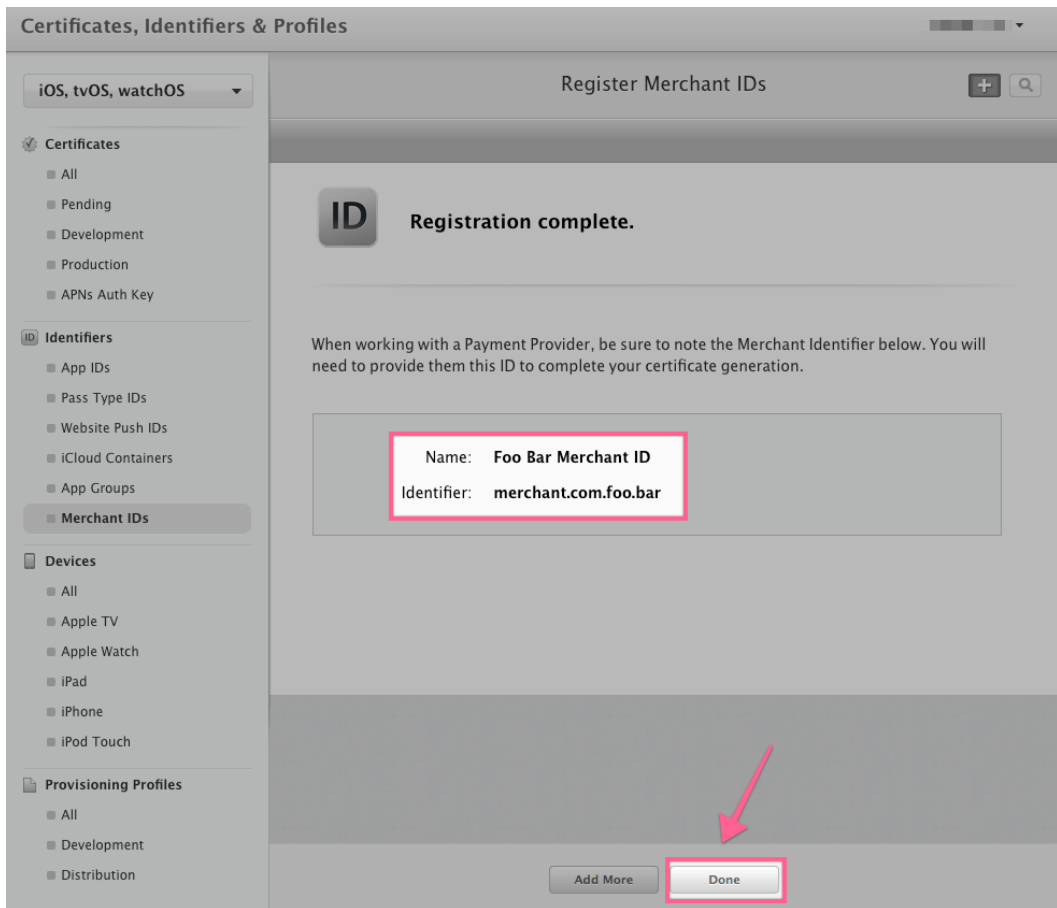 Certificates, Identifiers & Profiles
iOS, tvOS, watchOS
Certificates
All
Pending
Development
Production
APNs Auth Key
ID Identifiers
App IDs
Pass Type IDs
Website Push IDs
iCloud Containers
App Groups
Merchant IDs
Devices
All
Apple TV
Apple Watch
iPad
iPhone
iPod Touch
Provisioning Profiles
All
Development
Distribution
Register Merchant IDs
ID
Registration complete.
When working with a Payment Provider, be sure to note the Merchant Identifier below. You will
need to provide them this ID to complete your certificate generation.
Name: Foo Bar Merchant ID
Identifier: merchant.com.foo.bar
Add More
Done